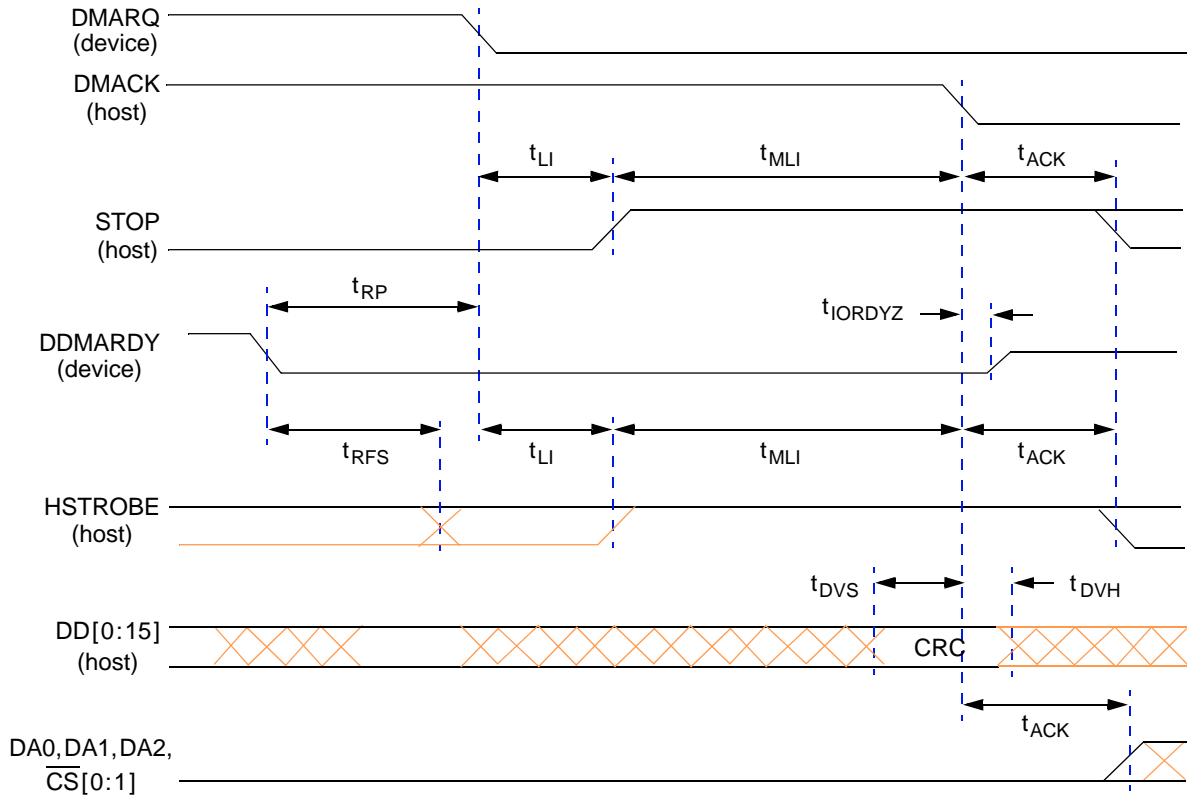 DMARQ
(device)
DMACK
(host)
tLI
tMLI
tACK
STOP
(host)
tRP
tIORDYZ
DDMARDY
(device)
tRFS
tLI
tMLI
tACK
HSTROBE
(host)
tDVS
tDVH
DD[0:15]
(host)
CRC
tACK
DA0,DA1,DA2,
C̅S̅[0:1]